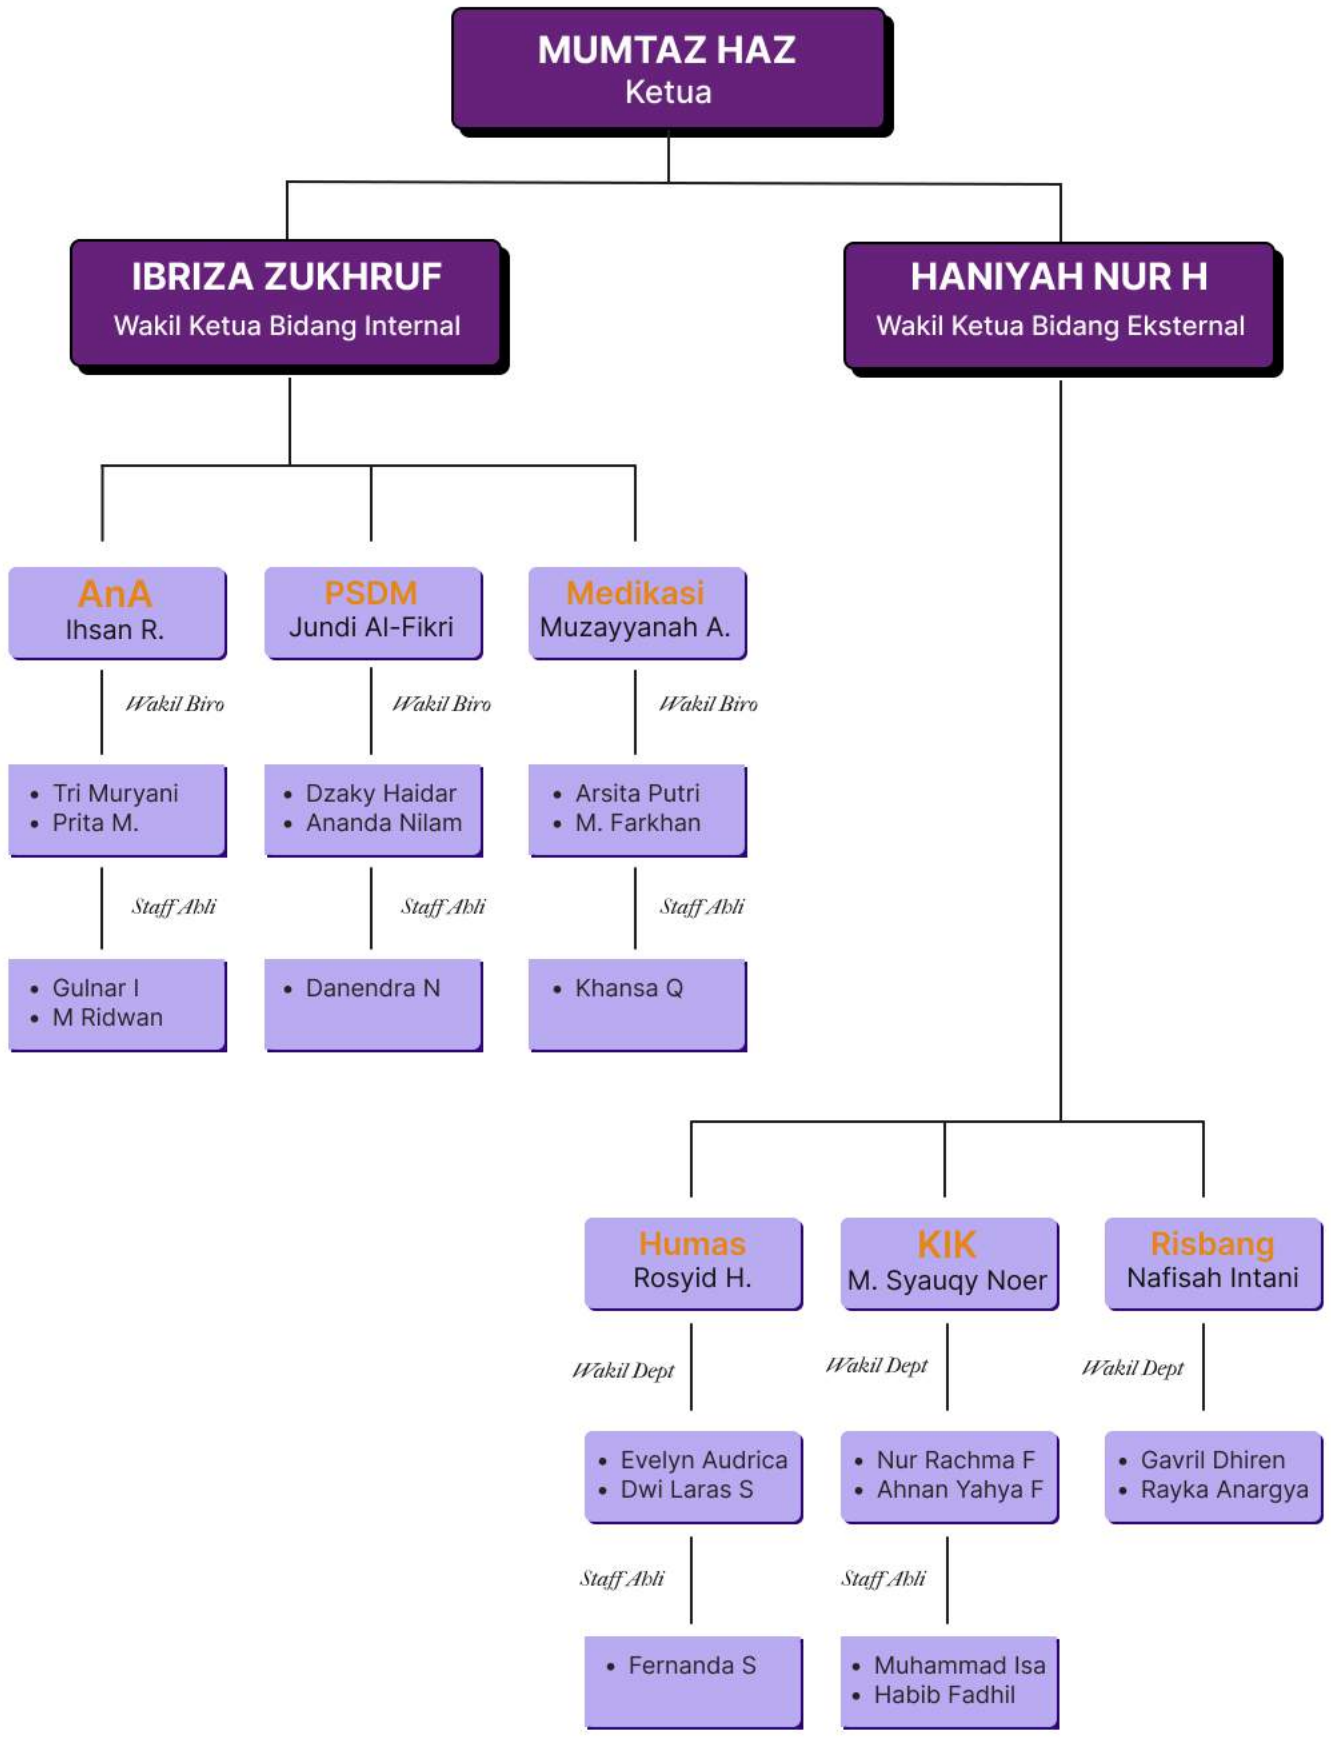 MUMTAZ HAZ
Ketua
IBRIZA ZUKHRUF
Wakil Ketua Bidang Internal
HANIYAH NUR H
Wakil Ketua Bidang Eksternal
AnA
Ihsan R.
Wakil Biro
• Tri Muryani
• Prita M.
Staff Ahli
• Gulnar I
• M Ridwan
PSDM
Jundi Al-Fikri
Wakil Biro
• Dzaky Haidar
• Ananda Nilam
Staff Ahli
• Danendra N
Medikasi
Muzayyanah A.
Wakil Biro
• Arsita Putri
• M. Farkhan
Staff Ahli
• Khansa Q
Humas
Rosyid H.
Wakil Dept
• Evelyn Audrica
• Dwi Laras S
Staff Ahli
• Fernanda S
KIK
M. Syauqy Noer
Wakil Dept
• Nur Rachma F
• Ahnan Yahya F
Staff Ahli
• Muhammad Isa
• Habib Fadhil
Risbang
Nafisah Intani
Wakil Dept
• Gavril Dhiren
• Rayka Anargya